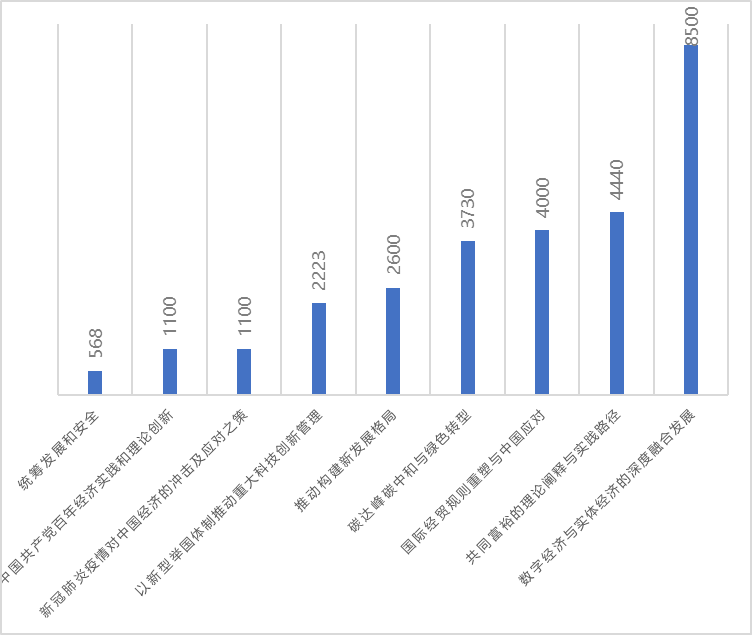 568
1100
1100
2223
2600
3730
4000
4440
8500
统筹发展和安全
中国共产党百年经济实践和理论创新
新冠肺炎疫情对中国经济的冲击及应对之策
以新型举国体制推动重大科技创新管理
推动构建新发展格局
碳达峰碳中和与绿色转型
国际经贸规则重塑与中国应对
共同富裕的理论阐释与实践路径
数字经济与实体经济的深度融合发展